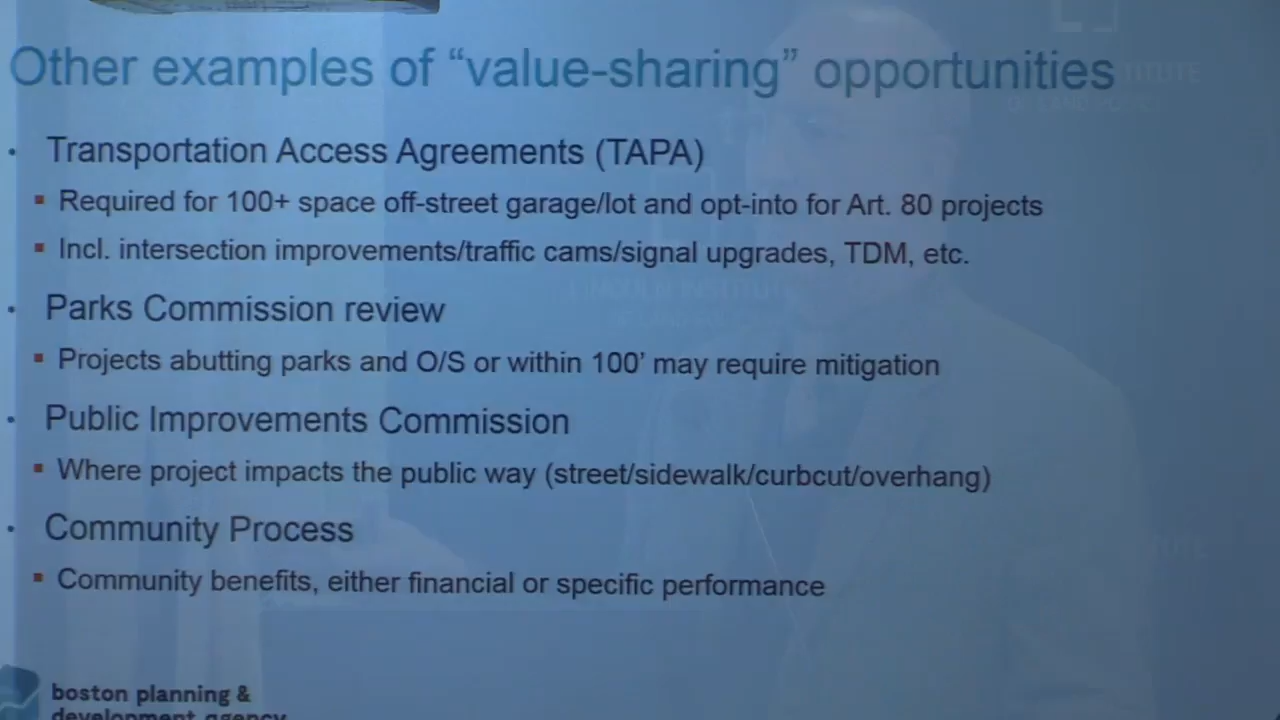 Other examples of “value-sharing” opportunities
• Transportation Access Agreements (TAPA)
▪ Required for 100+ space off-street garage/lot and opt-into for Art. 80 projects
▪ Incl. intersection improvements/traffic cams/signal upgrades, TDM, etc.
• Parks Commission review
▪ Projects abutting parks and O/S or within 100’ may require mitigation
• Public Improvements Commission
▪ Where project impacts the public way (street/sidewalk/curbcut/overhang)
• Community Process
▪ Community benefits, either financial or specific performance
boston planning &
development agency
LINCOLN INSTITUTE